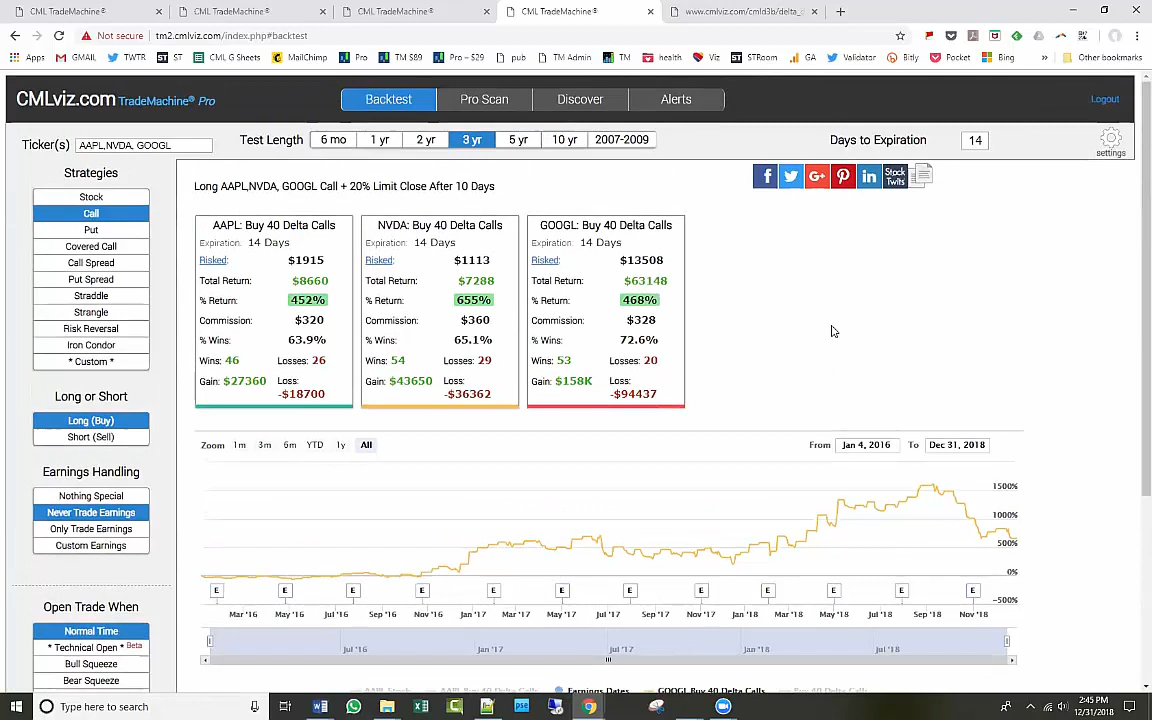 CML TradeMachine®
CML TradeMachine®
CML TradeMachine®
CML TradeMachine®
www.cmlviz.com/cmld3b/delta_
Not secure
tm2.cmlviz.com/index.php#backtest
Apps
GMAIL
TWTR
ST
CML G Sheets
MailChimp
Pro
TM $89
Pro - $29
pub
TM Admin
TM
health
Viz
STRoom
GA
Validator
Bitly
Pocket
Bing
Other bookmarks
CMLviz.com TradeMachine® Pro
Backtest
Pro Scan
Discover
Alerts
Logout
Ticker(s) AAPL,NVDA, GOOGL
Test Length
6 mo
1 yr
2 yr
3 yr
5 yr
10 yr
2007-2009
Days to Expiration 14
settings
Strategies
Stock
Call
Put
Covered Call
Call Spread
Put Spread
Straddle
Strangle
Risk Reversal
Iron Condor
* Custom *
Long or Short
Long (Buy)
Short (Sell)
Earnings Handling
Nothing Special
Never Trade Earnings
Only Trade Earnings
Custom Earnings
Open Trade When
Normal Time
* Technical Open * Beta
Bull Squeeze
Bear Squeeze
Long AAPL,NVDA, GOOGL Call + 20% Limit Close After 10 Days
f
G+
in
Stock
Twits
AAPL: Buy 40 Delta Calls
Expiration: 14 Days
Risked: $1915
Total Return: $8660
% Return: 452%
Commission: $320
% Wins: 63.9%
Wins: 46 Losses: 26
Gain: $27360 Loss:
-$18700
NVDA: Buy 40 Delta Calls
Expiration: 14 Days
Risked: $1113
Total Return: $7288
% Return: 655%
Commission: $360
% Wins: 65.1%
Wins: 54 Losses: 29
Gain: $43650 Loss:
-$36362
GOOGL: Buy 40 Delta Calls
Expiration: 14 Days
Risked: $13508
Total Return: $63148
% Return: 468%
Commission: $328
% Wins: 72.6%
Wins: 53 Losses: 20
Gain: $158K Loss:
-$94437
Zoom 1m 3m 6m YTD 1y All
From Jan 4, 2016 To Dec 31, 2018
1500%
1000%
500%
0%
-500%
E E E E E E E E E E E E
Mar '16 May '16 Jul '16 Sep '16 Nov '16 Jan '17 Mar '17 May '17 Jul '17 Sep '17 Nov '17 Jan '18 Mar '18 May '18 Jul '18 Sep '18 Nov '18
Jul '16 Jan '17 Jul '17 Jan '18 Jul '18
AAPL Stock
AAPL Buy 40 Delta Calls
Earnings Dates
GOOGL Buy 40 Delta Calls
Type here to search
2:45 PM
12/31/2018